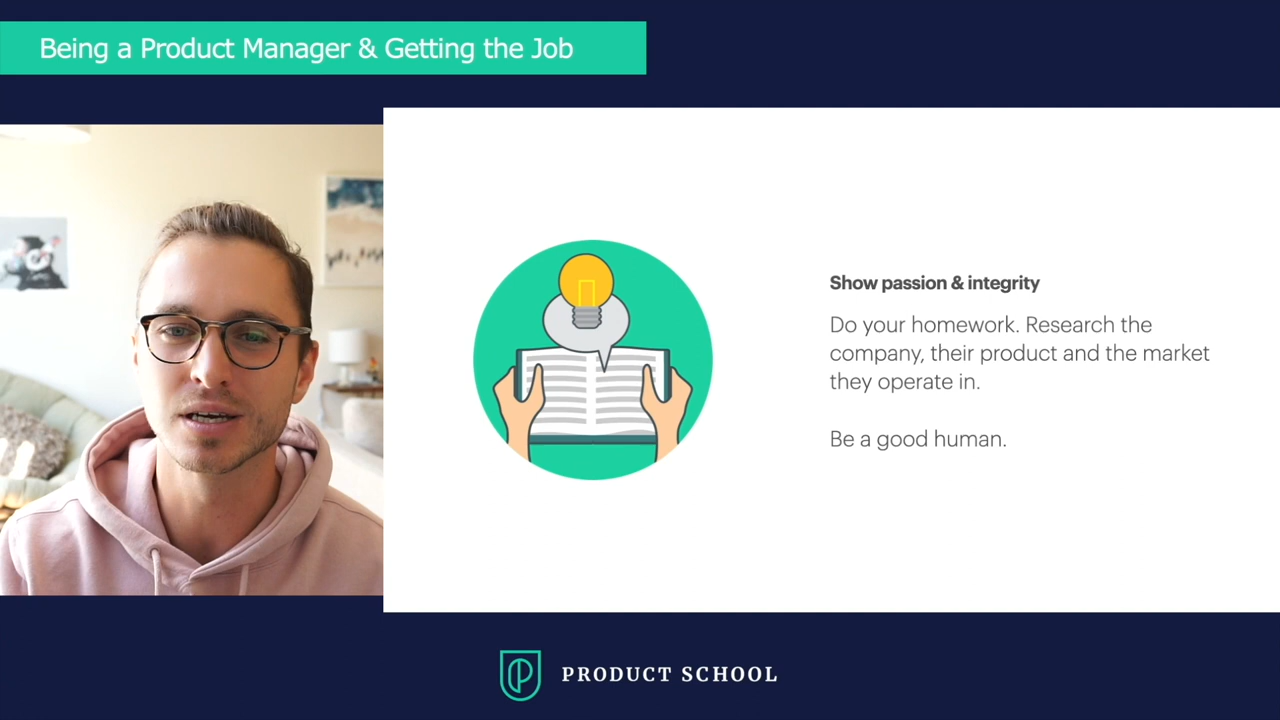 Being a Product Manager & Getting the Job
Show passion & integrity
Do your homework. Research the
company, their product and the market
they operate in.
Be a good human.
PRODUCT SCHOOL